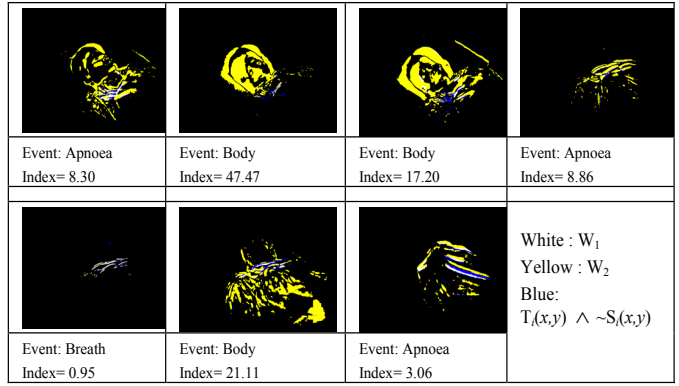 Event: Apnoea
Index= 8.30
Event: Body
Index= 47.47
Event: Body
Index= 17.20
Event: Apnoea
Index= 8.86
Event: Breath
Index= 0.95
Event: Body
Index= 21.11
Event: Apnoea
Index= 3.06
White : W₁
Yellow : W₂
Blue:
Tᵢ(x,y) ∧ ~Sᵢ(x,y)